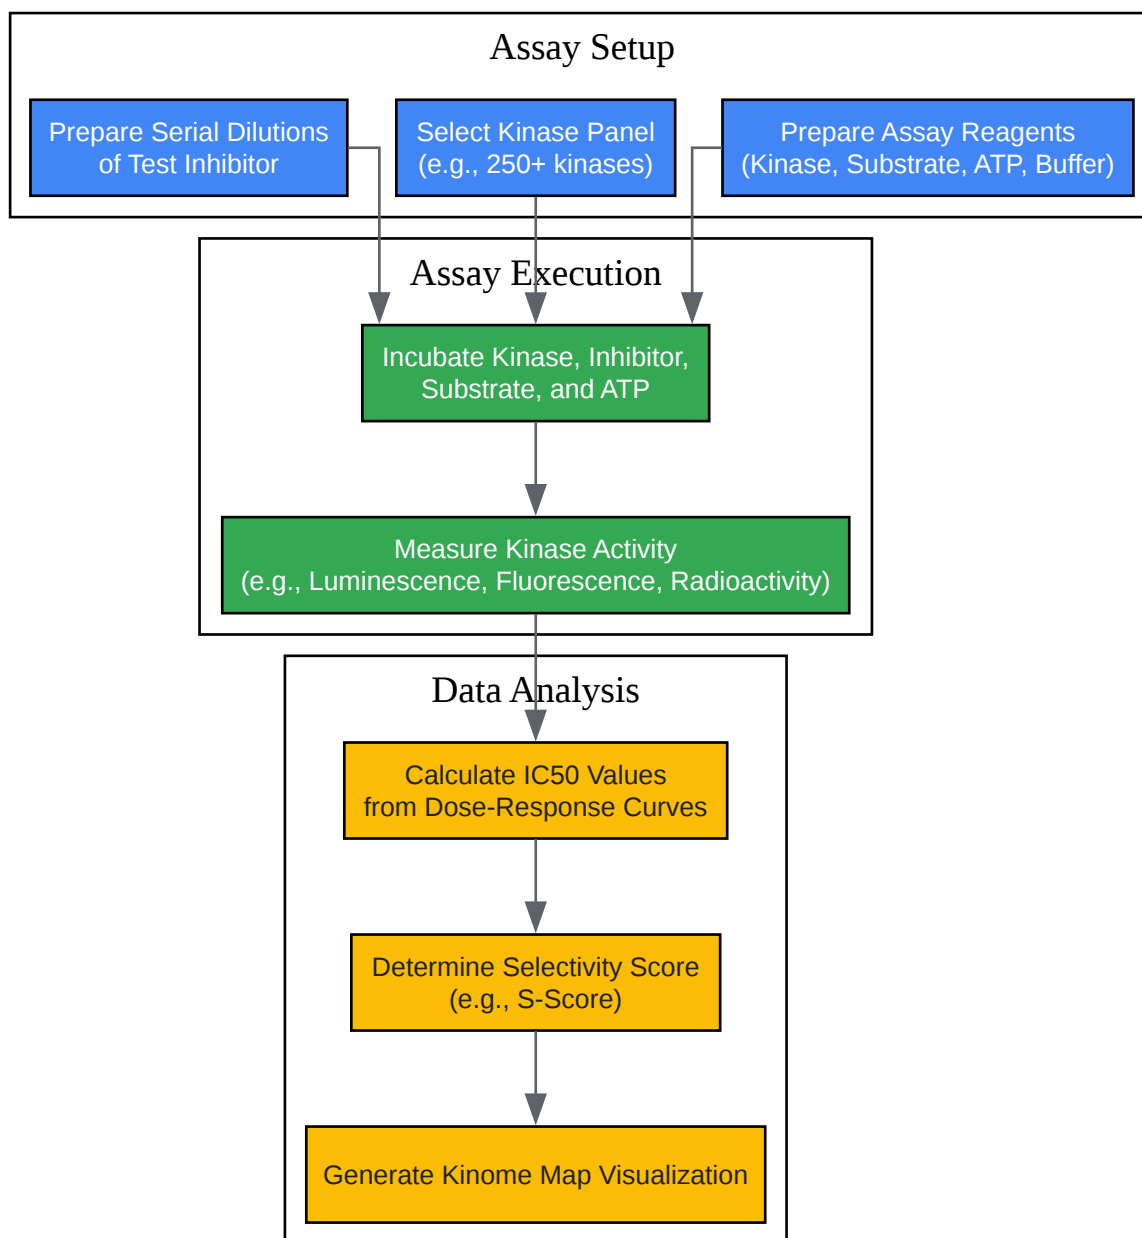 Assay Setup
Prepare Serial Dilutions
of Test Inhibitor
Select Kinase Panel
(e.g., 250+ kinases)
Prepare Assay Reagents
(Kinase, Substrate, ATP, Buffer)
Assay Execution
Incubate Kinase, Inhibitor,
Substrate, and ATP
Measure Kinase Activity
(e.g., Luminescence, Fluorescence, Radioactivity)
Data Analysis
Calculate IC50 Values
from Dose-Response Curves
Determine Selectivity Score
(e.g., S-Score)
Generate Kinome Map Visualization